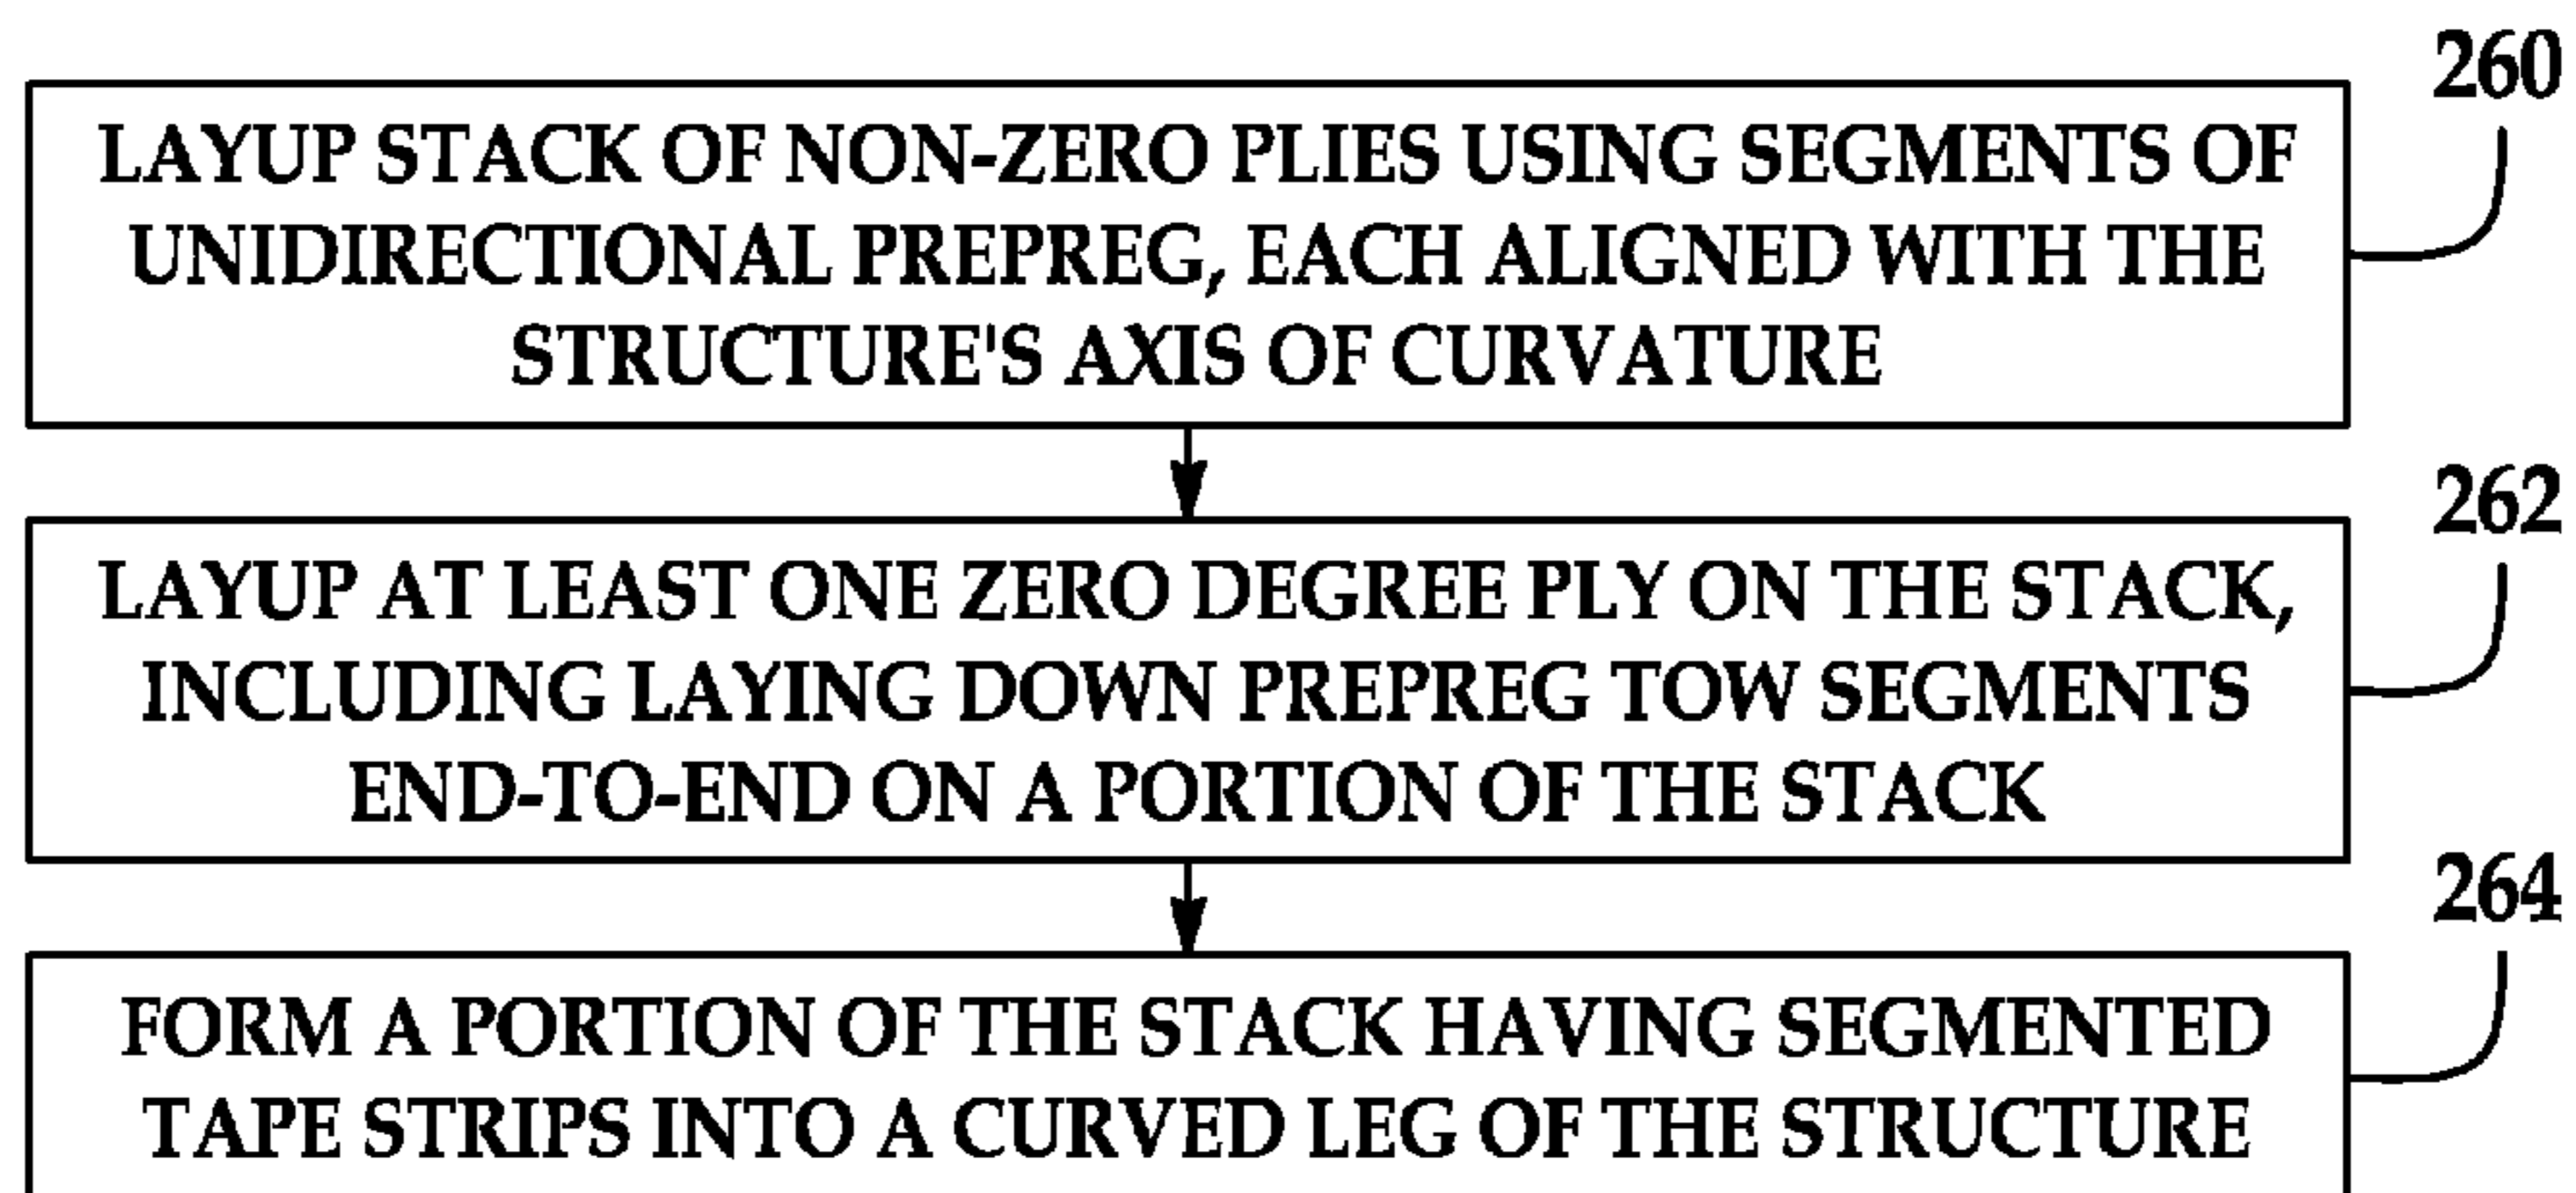 260
LAYUP STACK OF NON-ZERO PLIES USING SEGMENTS OF
UNIDIRECTIONAL PREPREG, EACH ALIGNED WITH THE
STRUCTURE'S AXIS OF CURVATURE
262
LAYUP AT LEAST ONE ZERO DEGREE PLY ON THE STACK,
INCLUDING LAYING DOWN PREPREG TOW SEGMENTS
END-TO-END ON A PORTION OF THE STACK
264
FORM A PORTION OF THE STACK HAVING SEGMENTED
TAPE STRIPS INTO A CURVED LEG OF THE STRUCTURE